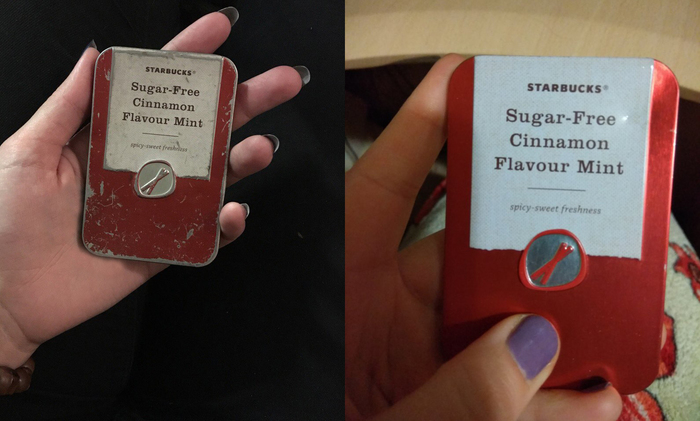 STARBUCKS®
Sugar-Free
Cinnamon
Flavour Mint
spicy-sweet freshness
STARBUCKS®
Sugar-Free
Cinnamon
Flavour Mint
spicy-sweet freshness